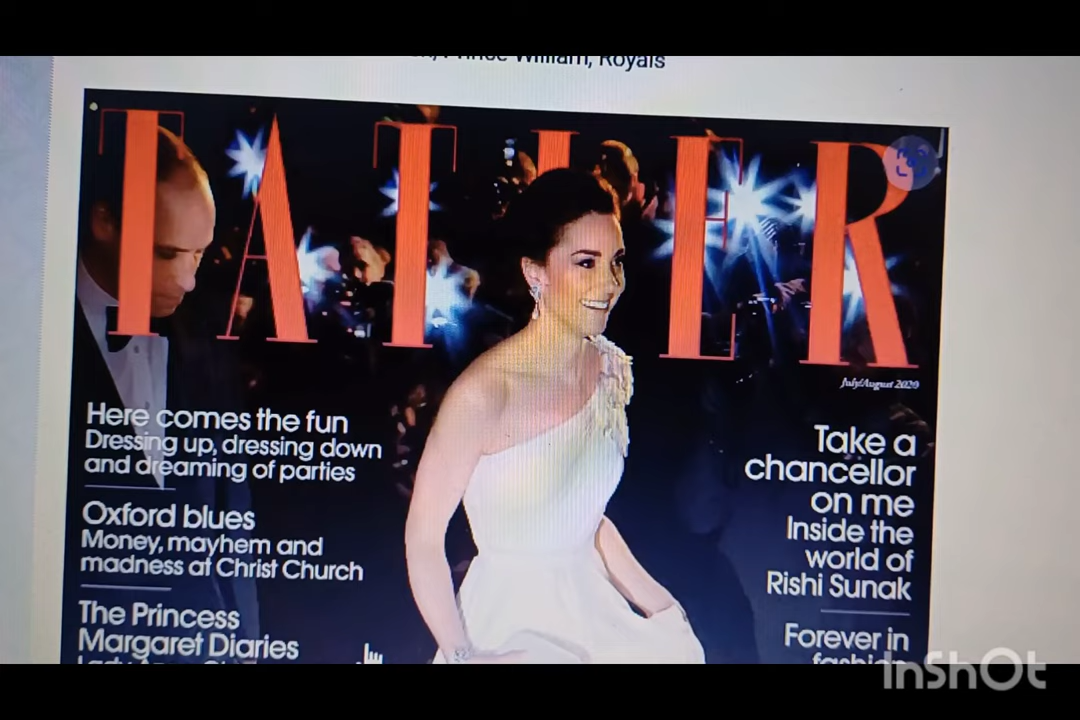 Prince William, Royals
TATLER
July/August 2020
Here comes the fun
Dressing up, dressing down
and dreaming of parties
Oxford blues
Money, mayhem and
madness at Christ Church
The Princess
Margaret Diaries
Take a
chancellor
on me
Inside the
world of
Rishi Sunak
Forever in
fashion
InShOt